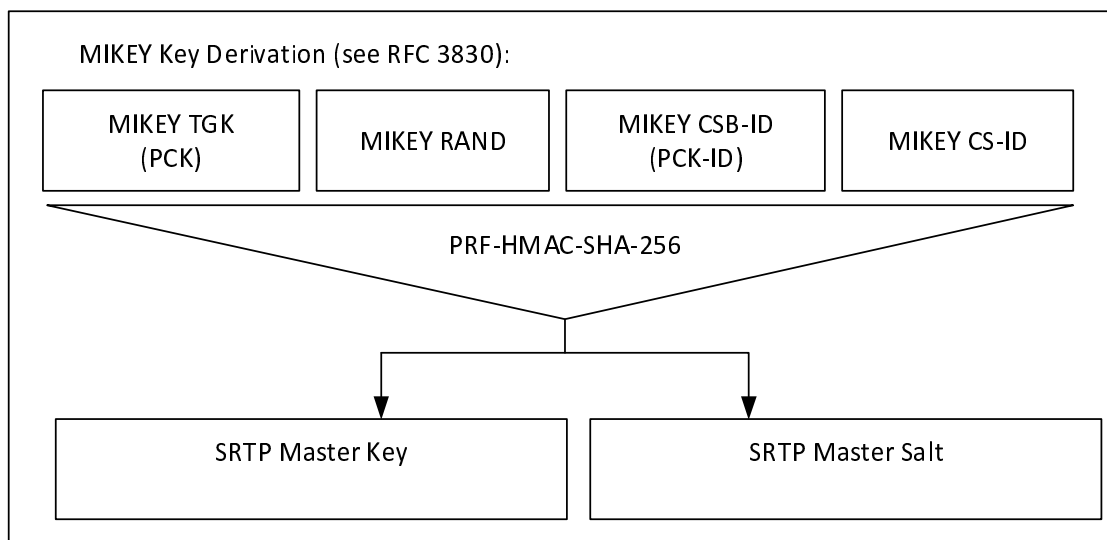 MIKEY Key Derivation (see RFC 3830):
MIKEY TGK
(PCK)
MIKEY RAND
MIKEY CSB-ID
(PCK-ID)
MIKEY CS-ID
PRF-HMAC-SHA-256
SRTP Master Key
SRTP Master Salt